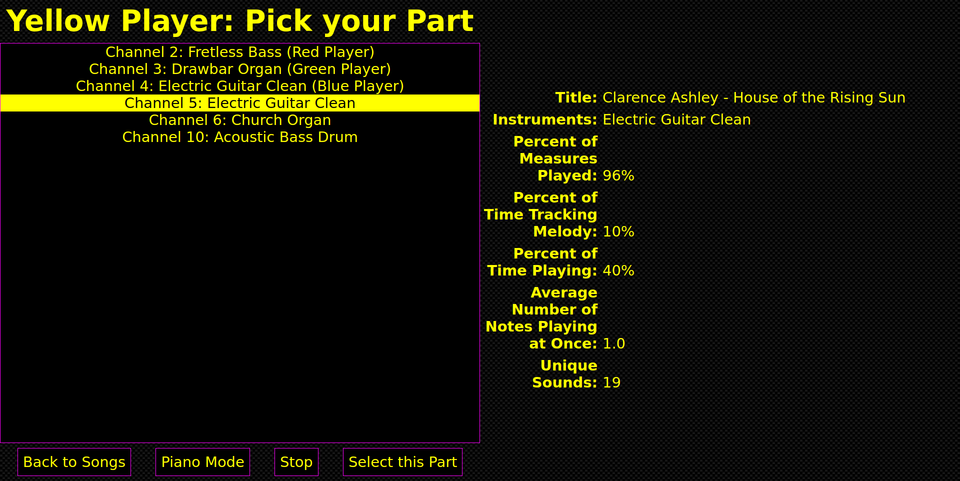 Yellow Player: Pick your Part
Channel 2: Fretless Bass (Red Player)
Channel 3: Drawbar Organ (Green Player)
Channel 4: Electric Guitar Clean (Blue Player)
Channel 5: Electric Guitar Clean
Channel 6: Church Organ
Channel 10: Acoustic Bass Drum
Title: Clarence Ashley - House of the Rising Sun
Instruments: Electric Guitar Clean
Percent of
Measures
Played: 96%
Percent of
Time Tracking
Melody: 10%
Percent of
Time Playing: 40%
Average
Number of
Notes Playing
at Once: 1.0
Unique
Sounds: 19
Back to Songs
Piano Mode
Stop
Select this Part